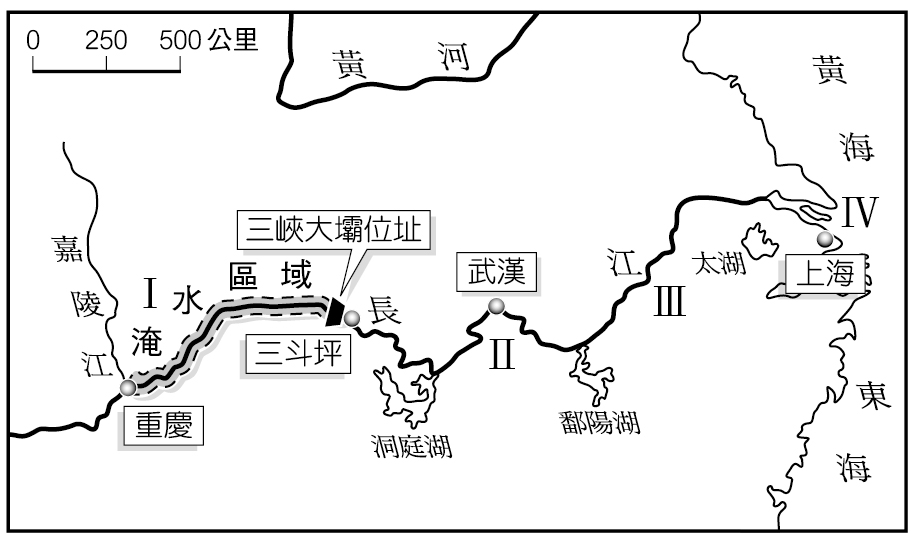 0 250 500 公里
黃河
黃海
嘉陵江
三峽大壩位址
IV
江
太湖
上海
武漢
I
淹水區域
長
III
三斗坪
II
重慶
洞庭湖
鄱陽湖
東海